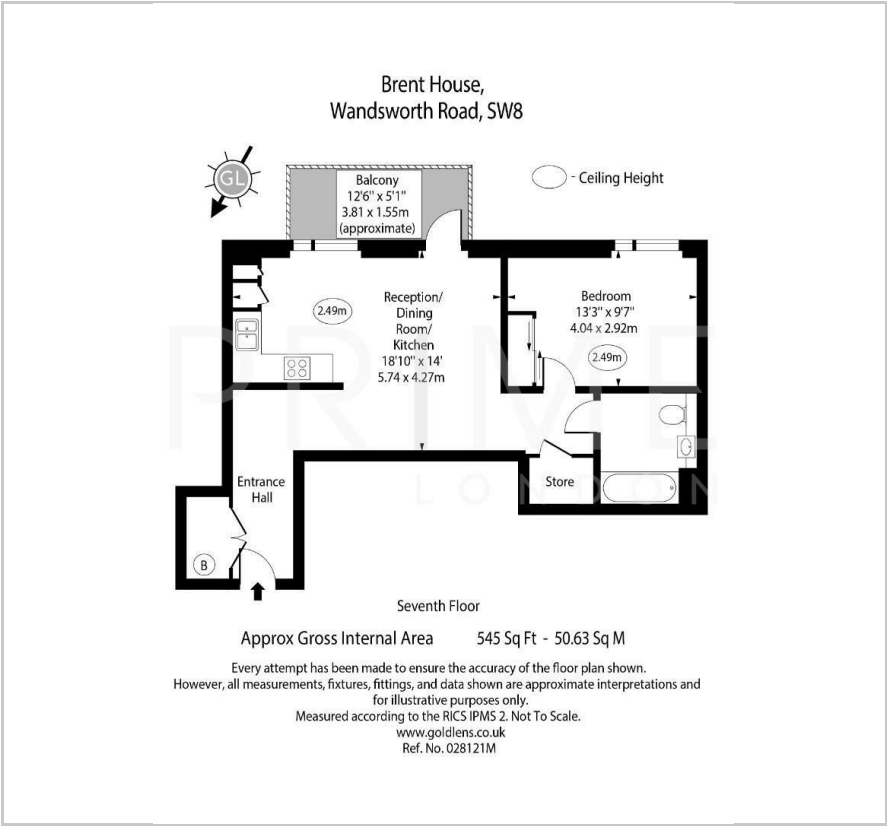 Brent House,
Wandsworth Road, SW8
GL
- Ceiling Height
Balcony
12'6" x 5'1"
3.81 x 1.55m
(approximate)
2.49m
Reception/
Dining
Room/
Kitchen
18'10" x 14'
5.74 x 4.27m
Bedroom
13'3" x 9'7"
4.04 x 2.92m
2.49m
PRIME
LONDON
Entrance
Hall
Store
B
Seventh Floor
Approx Gross Internal Area 545 Sq Ft - 50.63 Sq M
Every attempt has been made to ensure the accuracy of the floor plan shown.
However, all measurements, fixtures, fittings, and data shown are approximate interpretations and
for illustrative purposes only.
Measured according to the RICS IPMS 2. Not To Scale.
www.goldlens.co.uk
Ref. No. 028121M